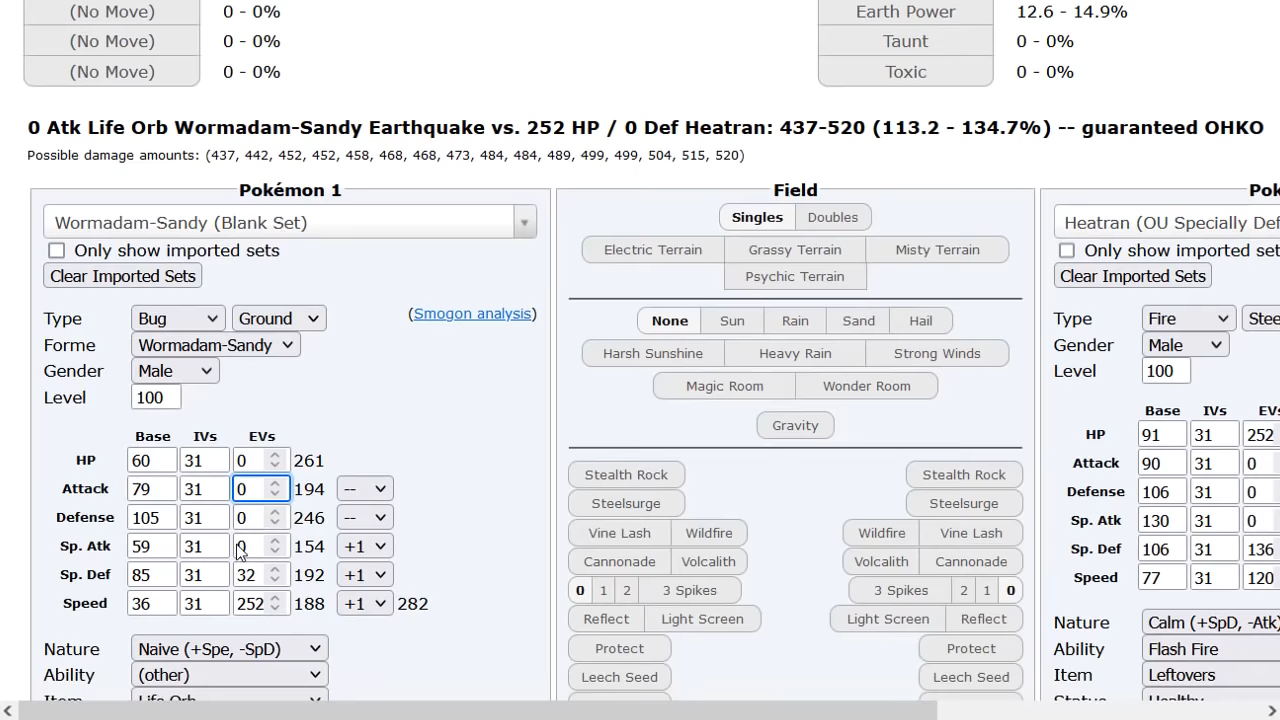 (No Move) 0 - 0% Earth Power 12.6 - 14.9%
(No Move) 0 - 0% Taunt 0 - 0%
(No Move) 0 - 0% Toxic 0 - 0%
0 Atk Life Orb Wormadam-Sandy Earthquake vs. 252 HP / 0 Def Heatran: 437-520 (113.2 - 134.7%) -- guaranteed OHKO
Possible damage amounts: (437, 442, 452, 452, 458, 468, 468, 473, 484, 484, 489, 499, 499, 504, 515, 520)
Pokémon 1
Wormadam-Sandy (Blank Set)
Only show imported sets
Clear Imported Sets
Type Bug Ground (Smogon analysis)
Forme Wormadam-Sandy
Gender Male
Level 100
Base IVs EVs
HP 60 31 0 261
Attack 79 31 0 194 --
Defense 105 31 0 246 --
Sp. Atk 59 31 0 154 +1
Sp. Def 85 31 32 192 +1
Speed 36 31 252 188 +1 282
Nature Naive (+Spe, -SpD)
Ability (other)
Item Life Orb
Field
Singles Doubles
Electric Terrain Grassy Terrain Misty Terrain
Psychic Terrain
None Sun Rain Sand Hail
Harsh Sunshine Heavy Rain Strong Winds
Magic Room Wonder Room
Gravity
Stealth Rock Stealth Rock
Steelsurge Steelsurge
Vine Lash Wildfire Wildfire Vine Lash
Cannonade Volcalith Volcalith Cannonade
0 1 2 3 Spikes 3 Spikes 2 1 0
Reflect Light Screen Light Screen Reflect
Protect Protect
Leech Seed Leech Seed
Pok
Heatran (OU Specially Def
Only show imported set
Clear Imported Sets
Type Fire Stee
Gender Male
Level 100
Base IVs EVs
HP 91 31 252
Attack 90 31 0
Defense 106 31 0
Sp. Atk 130 31 0
Sp. Def 106 31 136
Speed 77 31 120
Nature Calm (+SpD, -Atk)
Ability Flash Fire
Item Leftovers
Status Healthy